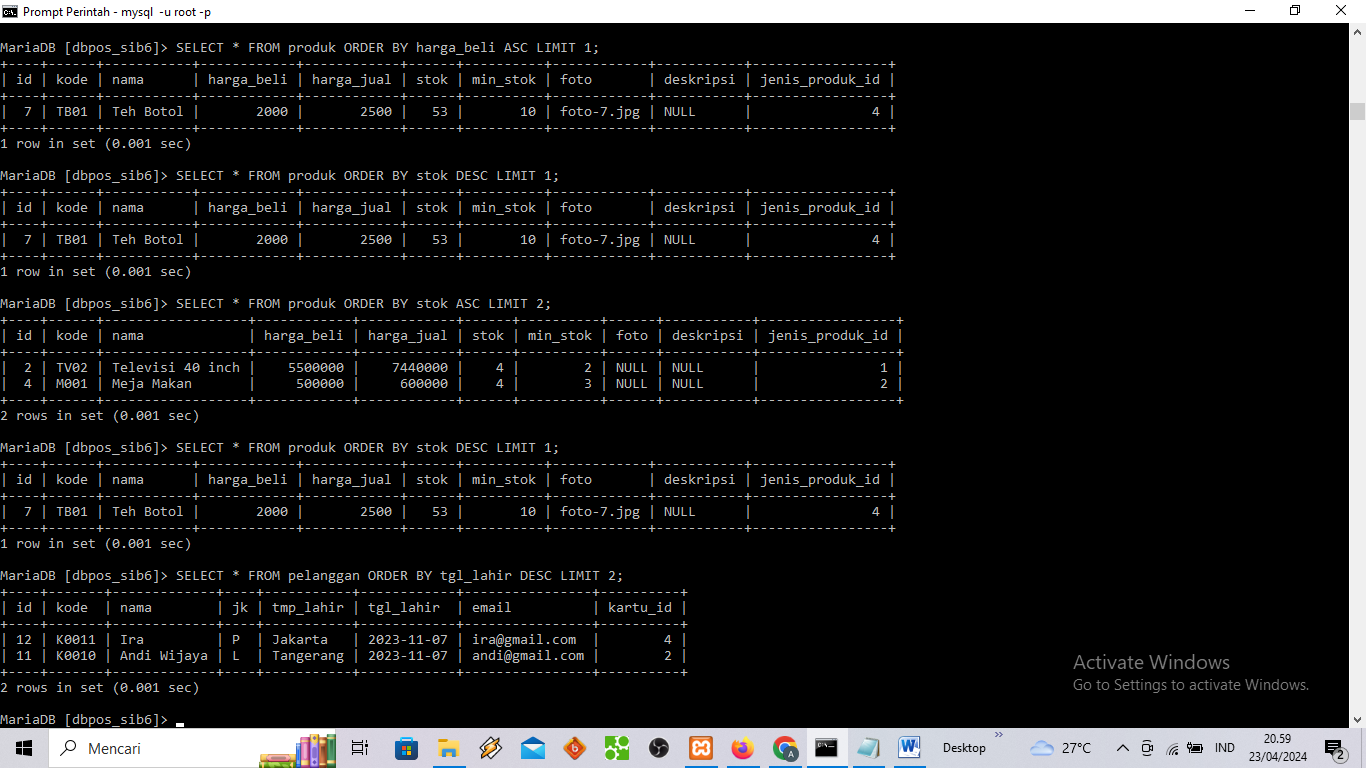 Prompt Perintah - mysql  -u root -p
MariaDB [dbpos_sib6]> SELECT * FROM produk ORDER BY harga_beli ASC LIMIT 1;
+----+------+-----------+------------+------------+------+----------+------------+-----------+-----------------+
| id | kode | nama      | harga_beli | harga_jual | stok | min_stok | foto       | deskripsi | jenis_produk_id |
+----+------+-----------+------------+------------+------+----------+------------+-----------+-----------------+
|  7 | TB01 | Teh Botol |       2000 |       2500 |   53 |       10 | foto-7.jpg | NULL      |               4 |
+----+------+-----------+------------+------------+------+----------+------------+-----------+-----------------+
1 row in set (0.001 sec)
MariaDB [dbpos_sib6]> SELECT * FROM produk ORDER BY stok DESC LIMIT 1;
+----+------+-----------+------------+------------+------+----------+------------+-----------+-----------------+
| id | kode | nama      | harga_beli | harga_jual | stok | min_stok | foto       | deskripsi | jenis_produk_id |
+----+------+-----------+------------+------------+------+----------+------------+-----------+-----------------+
|  7 | TB01 | Teh Botol |       2000 |       2500 |   53 |       10 | foto-7.jpg | NULL      |               4 |
+----+------+-----------+------------+------------+------+----------+------------+-----------+-----------------+
1 row in set (0.001 sec)
MariaDB [dbpos_sib6]> SELECT * FROM produk ORDER BY stok ASC LIMIT 2;
+----+------+------------------+------------+------------+------+----------+------+-----------+-----------------+
| id | kode | nama             | harga_beli | harga_jual | stok | min_stok | foto | deskripsi | jenis_produk_id |
+----+------+------------------+------------+------------+------+----------+------+-----------+-----------------+
|  2 | TV02 | Televisi 40 inch |    5500000 |    7440000 |    4 |        2 | NULL | NULL      |               1 |
|  4 | M001 | Meja Makan       |     500000 |     600000 |    4 |        3 | NULL | NULL      |               2 |
+----+------+------------------+------------+------------+------+----------+------+-----------+-----------------+
2 rows in set (0.001 sec)
MariaDB [dbpos_sib6]> SELECT * FROM produk ORDER BY stok DESC LIMIT 1;
+----+------+-----------+------------+------------+------+----------+------------+-----------+-----------------+
| id | kode | nama      | harga_beli | harga_jual | stok | min_stok | foto       | deskripsi | jenis_produk_id |
+----+------+-----------+------------+------------+------+----------+------------+-----------+-----------------+
|  7 | TB01 | Teh Botol |       2000 |       2500 |   53 |       10 | foto-7.jpg | NULL      |               4 |
+----+------+-----------+------------+------------+------+----------+------------+-----------+-----------------+
1 row in set (0.001 sec)
MariaDB [dbpos_sib6]> SELECT * FROM pelanggan ORDER BY tgl_lahir DESC LIMIT 2;
+----+-------+-------------+----+-----------+------------+----------------+----------+
| id | kode  | nama        | jk | tmp_lahir | tgl_lahir  | email          | kartu_id |
+----+-------+-------------+----+-----------+------------+----------------+----------+
| 12 | K0011 | Ira         | P  | Jakarta   | 2023-11-07 | ira@gmail.com  |        4 |
| 11 | K0010 | Andi Wijaya | L  | Tangerang | 2023-11-07 | andi@gmail.com |        2 |
+----+-------+-------------+----+-----------+------------+----------------+----------+
2 rows in set (0.001 sec)
MariaDB [dbpos_sib6]>
Activate Windows
Go to Settings to activate Windows.
Mencari
Desktop
27°C
IND
20.59
23/04/2024
2